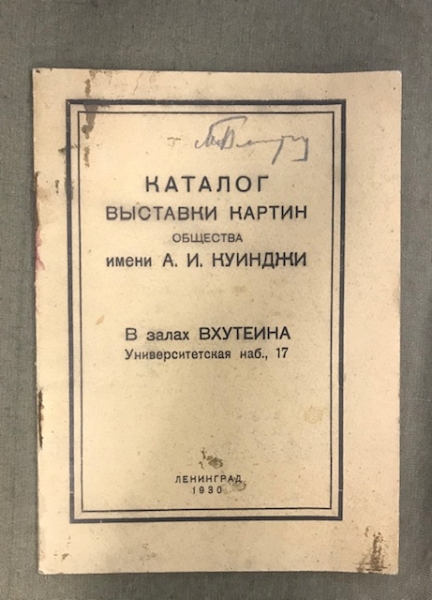 КАТАЛОГ
ВЫСТАВКИ КАРТИН
ОБЩЕСТВА
имени А. И. КУИНДЖИ
В залах ВХУТЕИНА
Университетская наб., 17
ЛЕНИНГРАД
1930